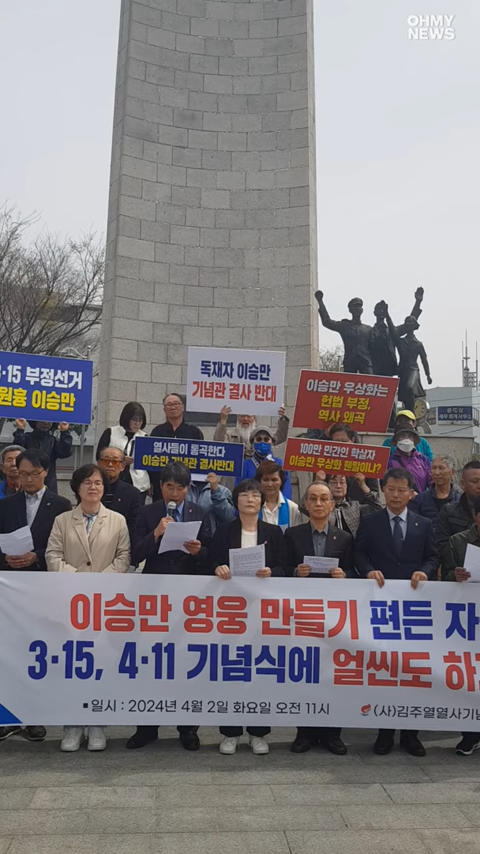 OHMY
NEWS
3·15 부정선거
원흉 이승만
독재자 이승만
기념관 결사 반대
이승만 우상화는
헌법 부정,
역사 왜곡
열사들이 통곡한다
이승만 기념관 결사반대
100만 민간인 학살자
이승만 우상화 웬말이냐!
이승만 영웅 만들기 편든 자
3·15, 4·11 기념식에 얼씬도 하
■일시 : 2024년 4월 2일 화요일 오전 11시
(사)김주열열사기념